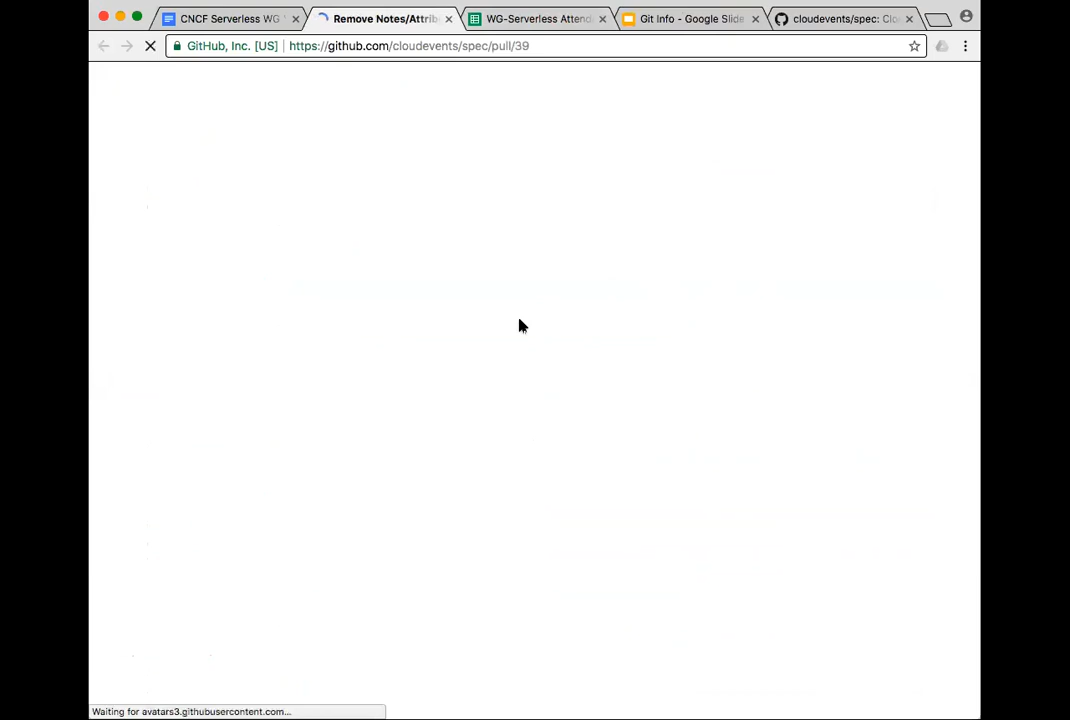 CNCF Serverless WG
Remove Notes/Attrib
WG-Serverless Attend
Git Info - Google Slide
cloudevents/spec: Clo
GitHub, Inc. [US]
https://github.com/cloudevents/spec/pull/39
Waiting for avatars3.githubusercontent.com...